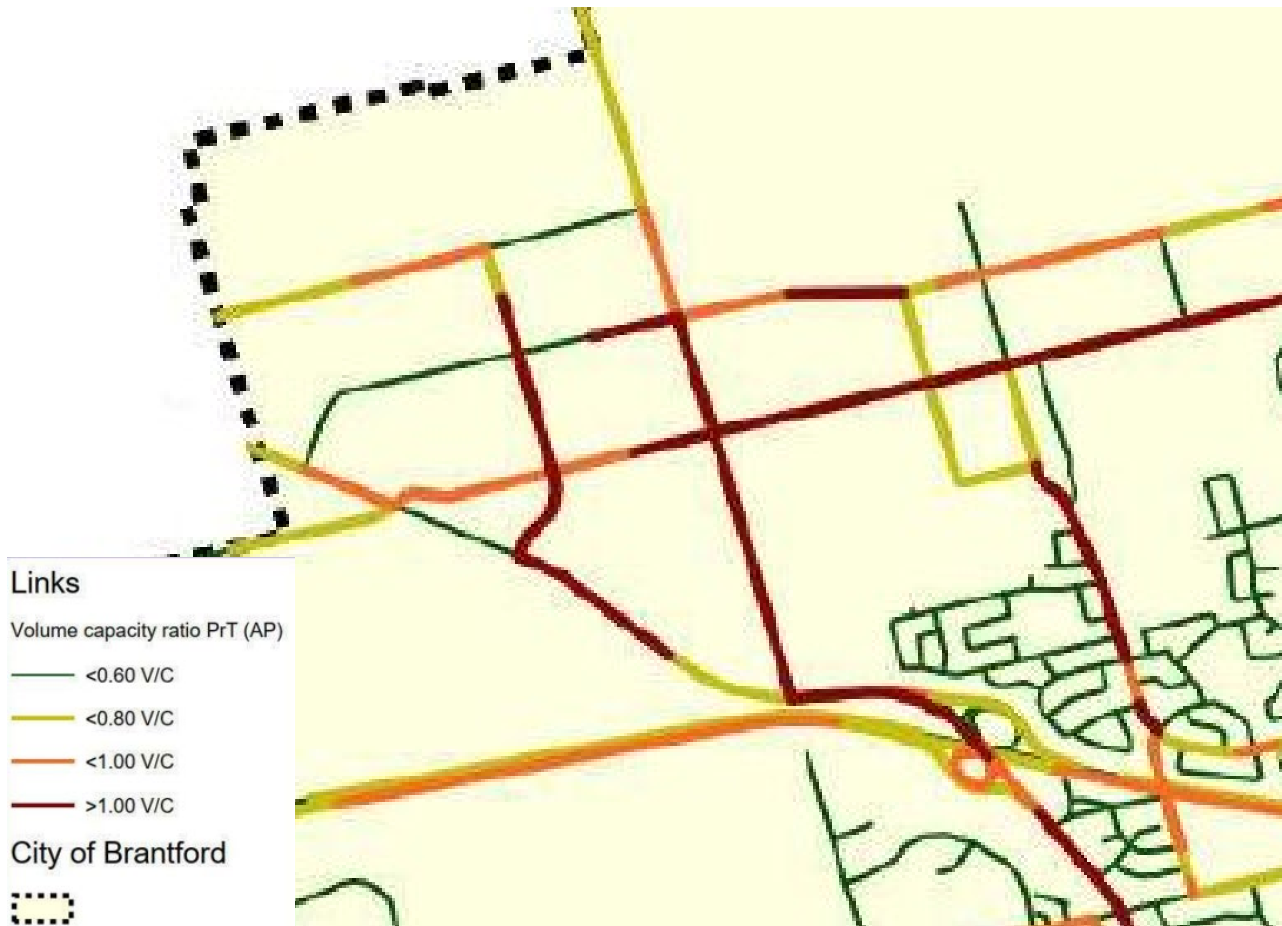 Links
Volume capacity ratio PrT (AP)
<0.60 V/C
<0.80 V/C
<1.00 V/C
>1.00 V/C
City of Brantford